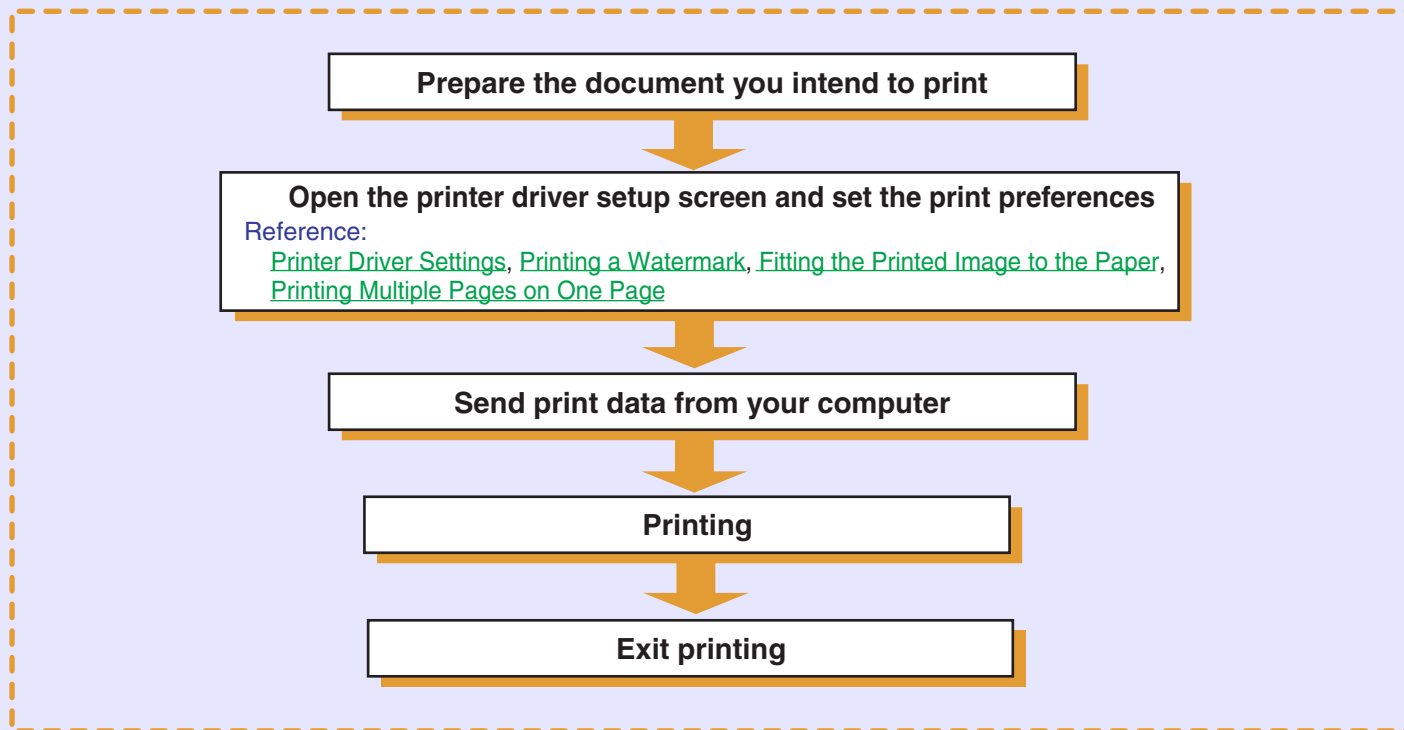 Prepare the document you intend to print
Open the printer driver setup screen and set the print preferences
Reference:
Printer Driver Settings, Printing a Watermark, Fitting the Printed Image to the Paper,
Printing Multiple Pages on One Page
Send print data from your computer
Printing
Exit printing